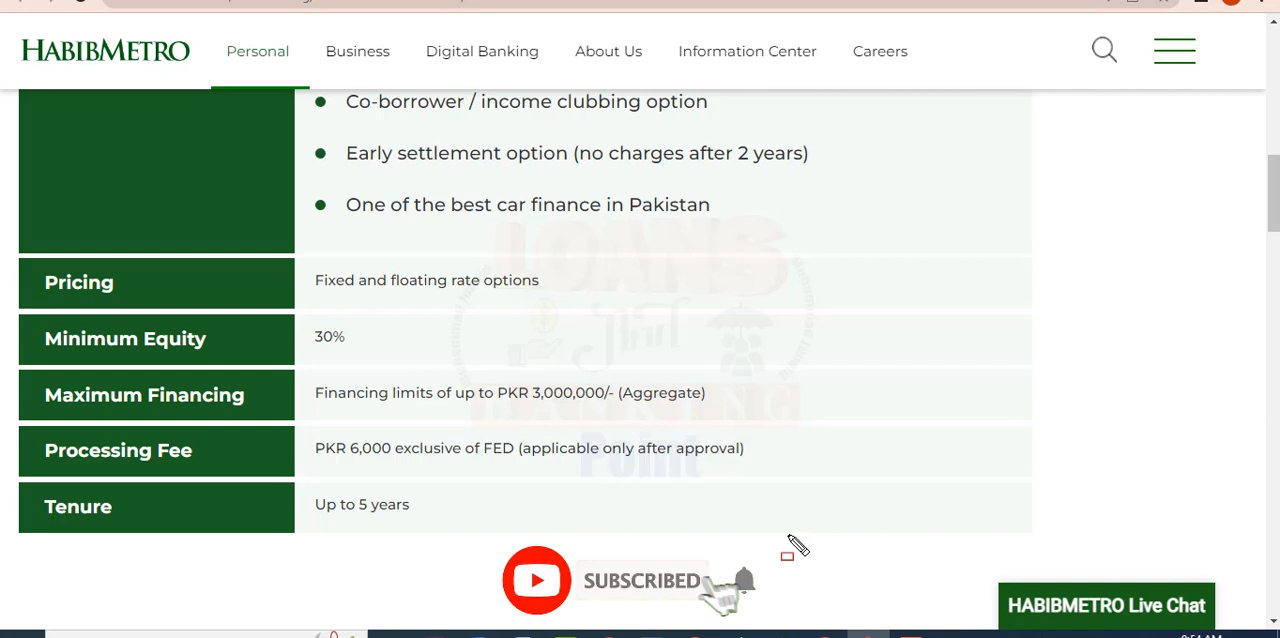 HABIBMETRO Personal Business Digital Banking About Us Information Center Careers
Co-borrower / income clubbing option
Early settlement option (no charges after 2 years)
One of the best car finance in Pakistan
LOANS
Pricing Fixed and floating rate options
Minimum Equity 30%
Maximum Financing Financing limits of up to PKR 3,000,000/- (Aggregate)
BANKING
Processing Fee PKR 6,000 exclusive of FED (applicable only after approval)
Point
Tenure Up to 5 years
SUBSCRIBED
HABIBMETRO Live Chat